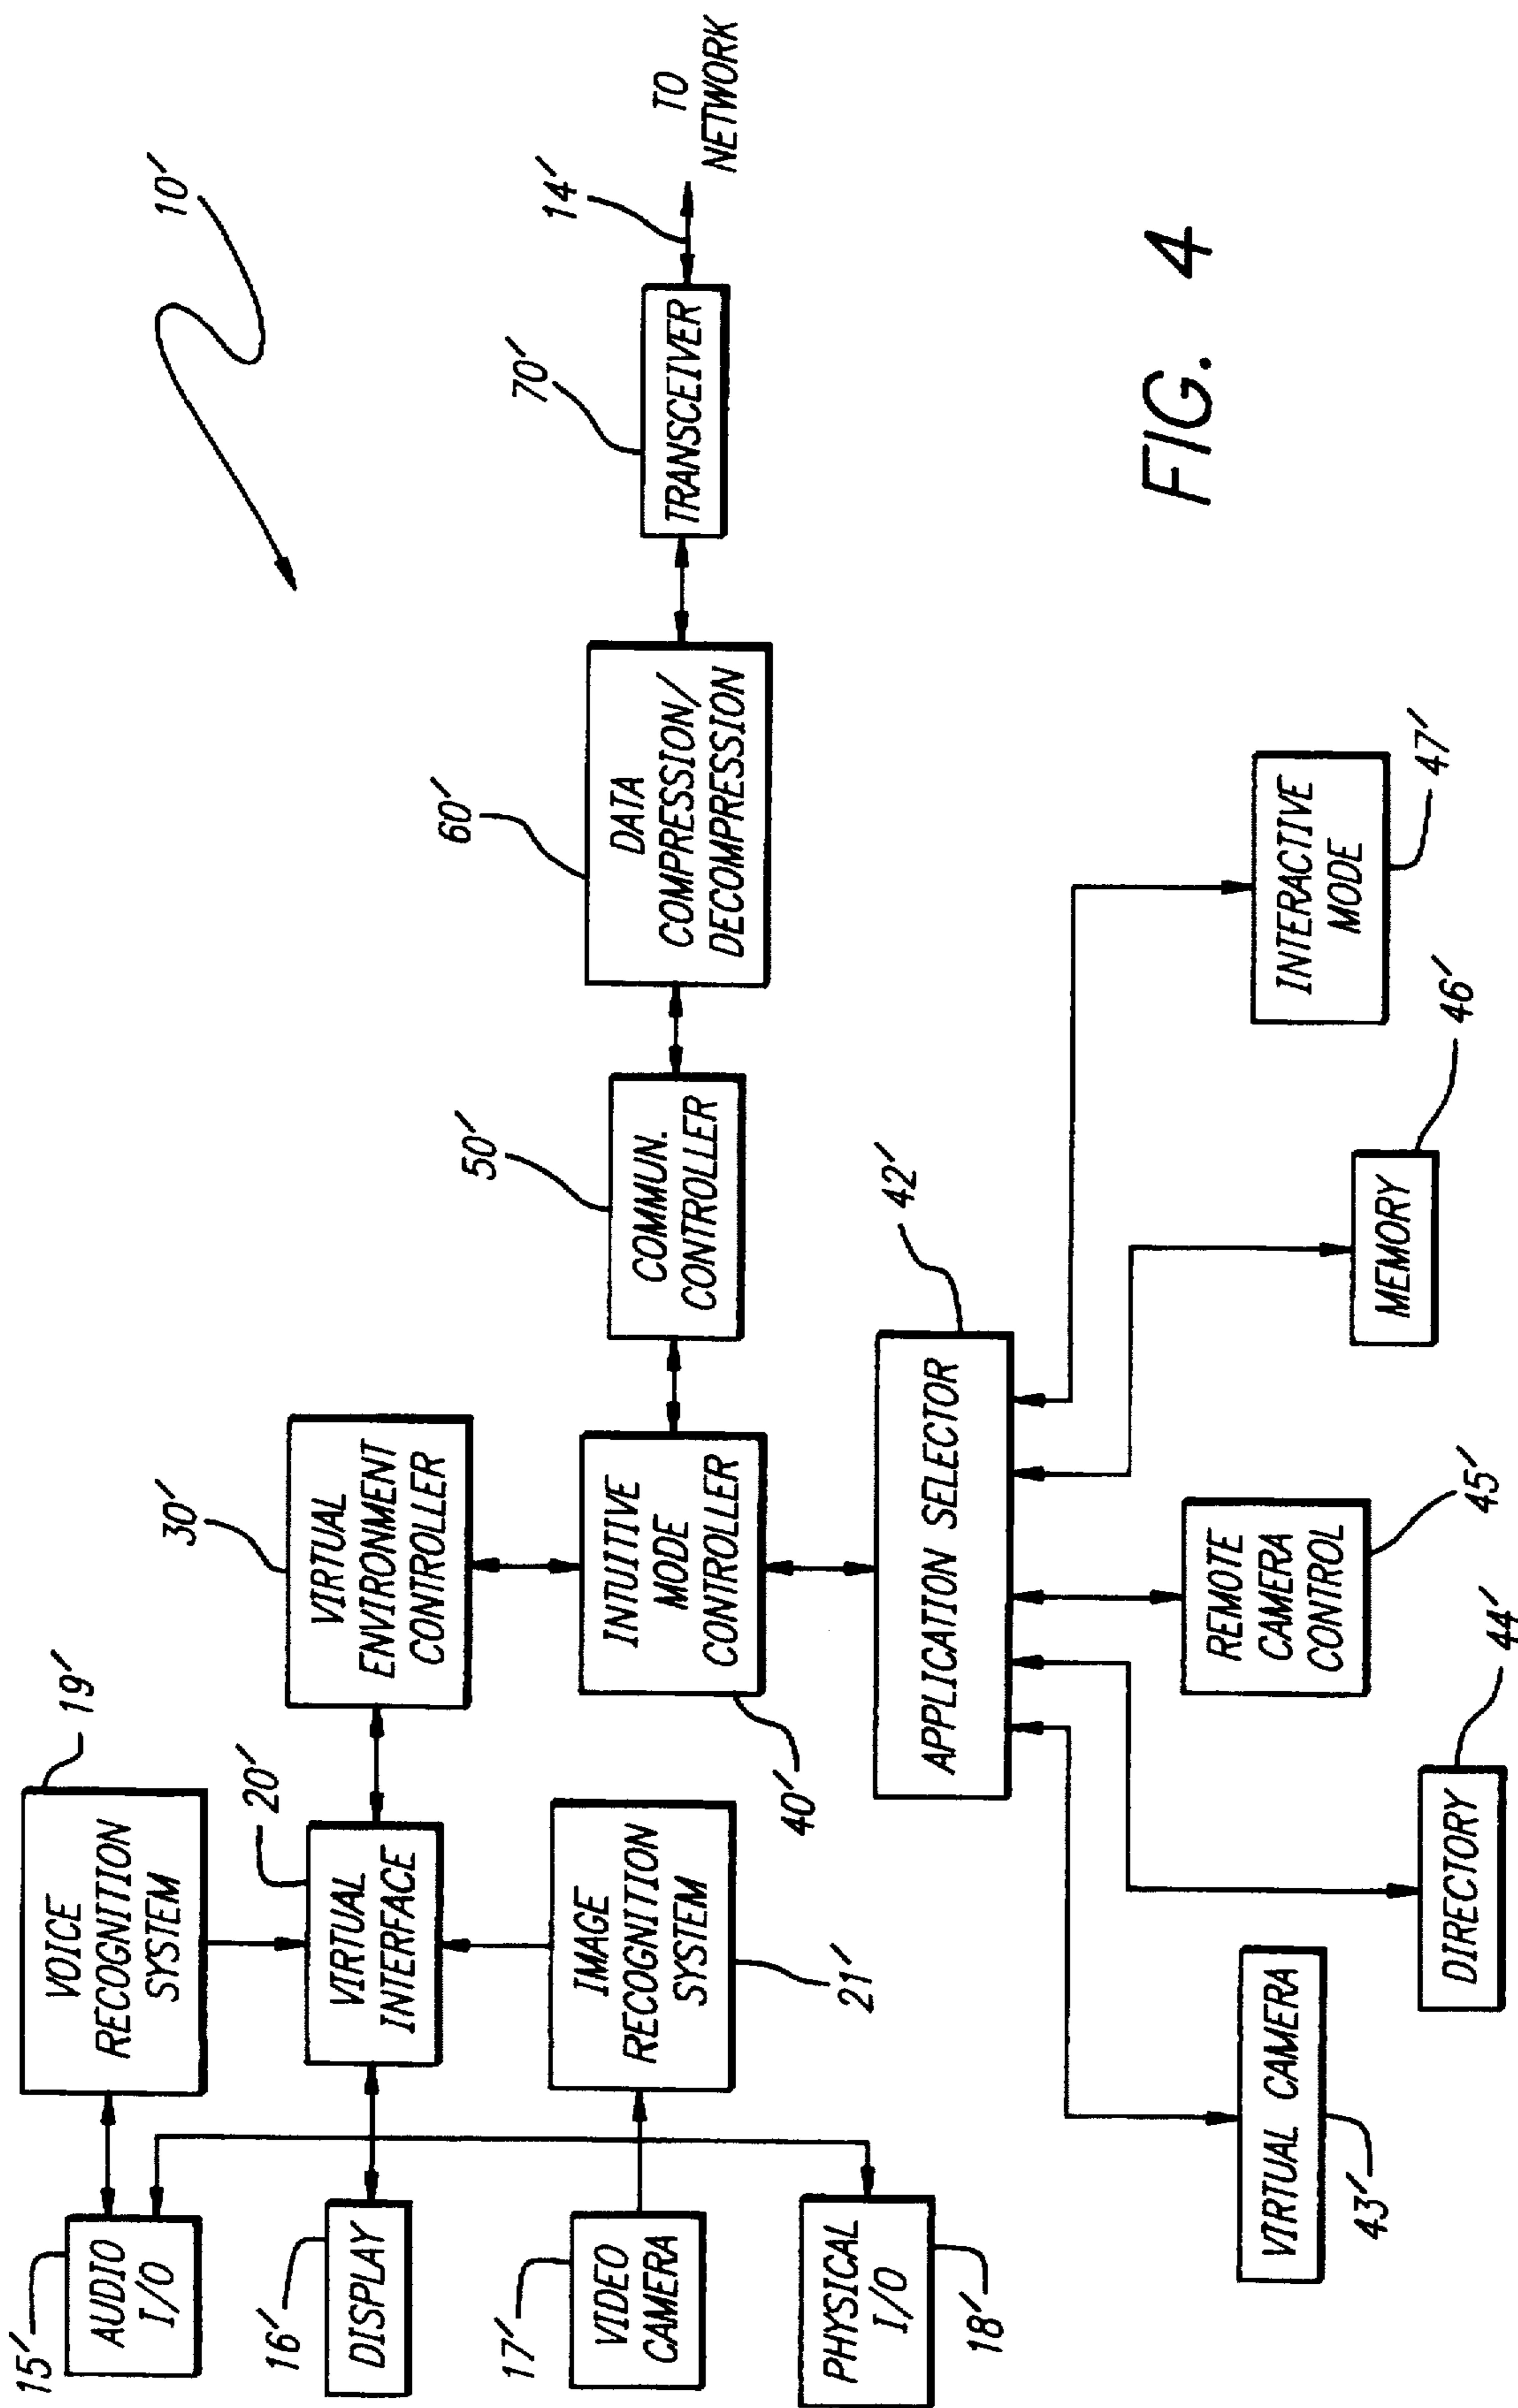 10'
15'
AUDIO
I/O
19'
VOICE
RECOGNITION
SYSTEM
16'
DISPLAY
20'
VIRTUAL
INTERFACE
30'
VIRTUAL
ENVIRONMENT
CONTROLLER
17'
VIDEO
CAMERA
IMAGE
RECOGNITION
SYSTEM
21'
PHYSICAL
I/O
18'
INTUITIVE
MODE
CONTROLLER
40'
50'
COMMUN.
CONTROLLER
60'
DATA
COMPRESSION/
DECOMPRESSION
70'
TRANSCEIVER
14'
TO
NETWORK
42'
APPLICATION SELECTOR
VIRTUAL CAMERA
43'
DIRECTORY
44'
REMOTE
CAMERA
CONTROL
45'
MEMORY
46'
INTERACTIVE
MODE
47'
FIG. 4